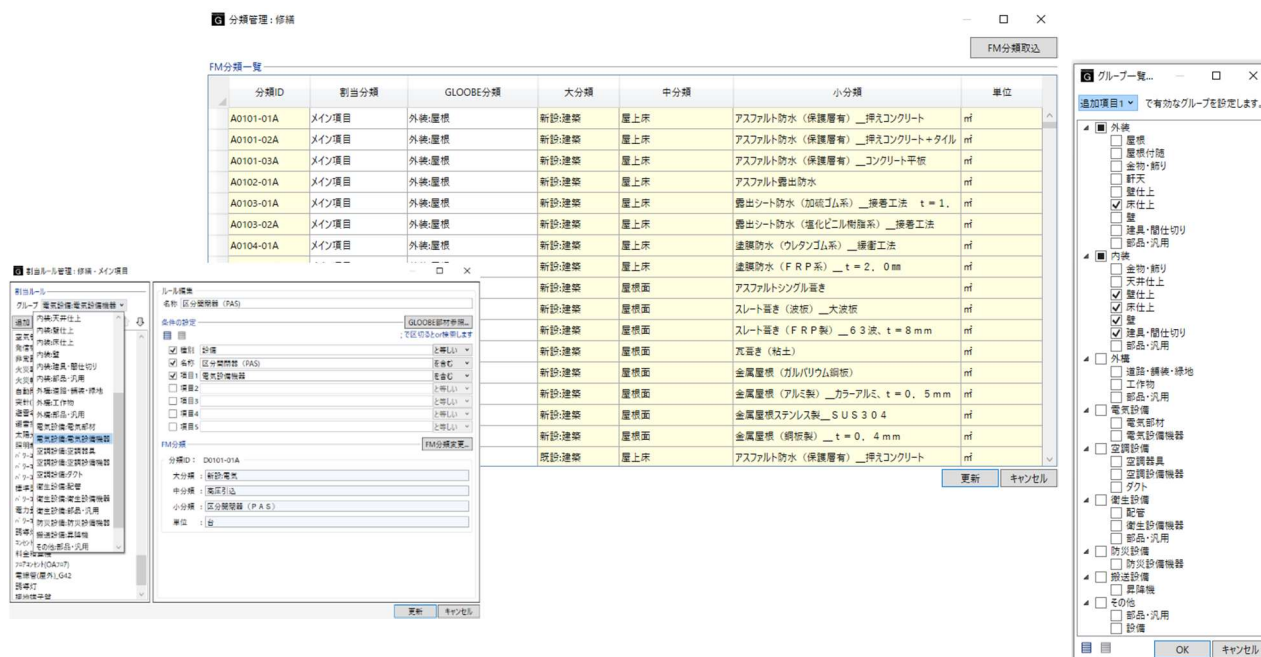 分類管理 : 修繕
FM分類取込
FM分類一覧
分類ID 割当分類 GLOOBE分類 大分類 中分類 小分類 単位
A0101-01A メイン項目 外装:屋根 新設:建築 屋上床 アスファルト防水（保護層有）__押えコンクリート ㎡
A0101-02A メイン項目 外装:屋根 新設:建築 屋上床 アスファルト防水（保護層有）__押えコンクリート+タイル ㎡
A0101-03A メイン項目 外装:屋根 新設:建築 屋上床 アスファルト防水（保護層有）__コンクリート平板 ㎡
A0102-01A メイン項目 外装:屋根 新設:建築 屋上床 アスファルト露出防水 ㎡
A0103-01A メイン項目 外装:屋根 新設:建築 屋上床 露出シート防水（加硫ゴム系）__接着工法　ｔ＝１． ㎡
A0103-02A メイン項目 外装:屋根 新設:建築 屋上床 露出シート防水（塩化ビニル樹脂系）__接着工法 ㎡
A0104-01A メイン項目 外装:屋根 新設:建築 屋上床 塗膜防水（ウレタンゴム系）__緩衝工法 ㎡
新設:建築 屋上床 塗膜防水（ＦＲＰ系）__ｔ＝２．０㎜ ㎡
新設:建築 屋根面 アスファルトシングル葺き ㎡
新設:建築 屋根面 スレート葺き（波板）__大波板 ㎡
新設:建築 屋根面 スレート葺き（ＦＲＰ製）__６３波、ｔ＝８ｍｍ ㎡
新設:建築 屋根面 瓦葺き（粘土） ㎡
新設:建築 屋根面 金属屋根（ガルバリウム鋼板） ㎡
新設:建築 屋根面 金属屋根（アルミ製）__カラーアルミ、ｔ＝０．５ｍｍ ㎡
新設:建築 屋根面 金属屋根ステンレス製__ＳＵＳ３０４ ㎡
新設:建築 屋根面 金属屋根（銅板製）__ｔ＝０．４ｍｍ ㎡
既設:建築 屋上床 アスファルト防水（保護層有）__押えコンクリート ㎡
更新 キャンセル
割当ルール管理 : 修繕 - メイン項目
割当ルール
グループ 電気設備:電気設備機器
追加
内装:天井仕上
内装:壁仕上
内装:床仕上
内装:壁
内装:建具・間仕切り
内装:部品・汎用
外構:道路・舗装・緑地
外構:工作物
外構:部品・汎用
電気設備:電気部材
電気設備:電気設備機器
空調設備:空調器具
空調設備:空調設備機器
空調設備:ダクト
衛生設備:配管
衛生設備:衛生設備機器
衛生設備:部品・汎用
防災設備:防災設備機器
搬送設備:昇降機
その他:部品・汎用
ﾌﾛｱｺﾝｾﾝﾄ(OAﾌﾛｱ)
電線管(屋外)_G42
誘導灯
ルール編集
名称 区分開閉器（PAS）
条件の設定
GLOOBE部材参照...
;で区切るとor検索します
種別 設備 と等しい
名称 区分開閉器（PAS） を含む
項目1 電気設備機器 を含む
項目2 と等しい
項目3 と等しい
項目4 と等しい
項目5 と等しい
FM分類
FM分類変更...
分類ID : D0101-01A
大分類 : 新設:電気
中分類 : 高圧引込
小分類 : 区分開閉器（ＰＡＳ）
単位 : 台
更新 キャンセル
グループ一覧...
追加項目1 で有効なグループを設定します。
外装
屋根
屋根付随
金物・飾り
軒天
壁仕上
床仕上
壁
建具・間仕切り
部品・汎用
内装
金物・飾り
天井仕上
壁仕上
床仕上
壁
建具・間仕切り
部品・汎用
外構
道路・舗装・緑地
工作物
部品・汎用
電気設備
電気部材
電気設備機器
空調設備
空調器具
空調設備機器
ダクト
衛生設備
配管
衛生設備機器
部品・汎用
防災設備
防災設備機器
搬送設備
昇降機
その他
部品・汎用
設備
OK キャンセル